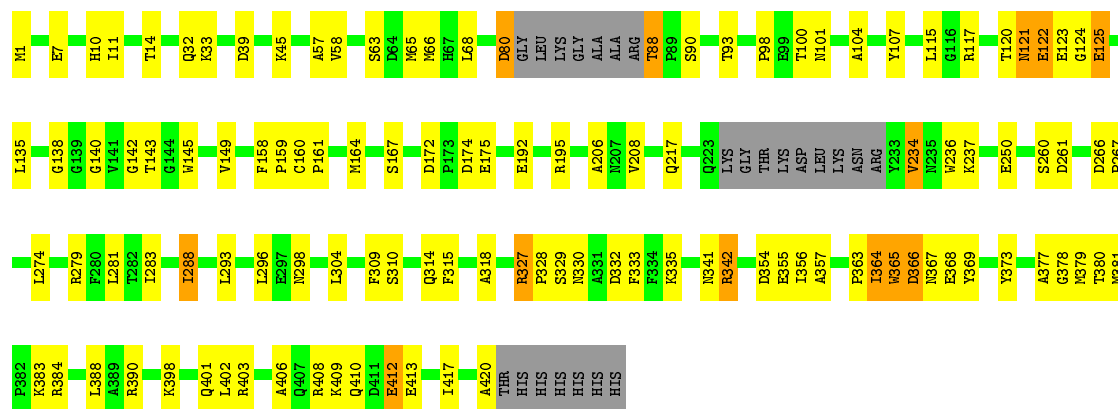 M1 E7 H10 I11 T14 Q32 K33 D39 K45 A57 V58 S63 D64 M65 M66 H67 L68 D80 GLY LEU LYS GLY ALA ALA ARG T88 P89 S90 T93 P98 E99 T100 N101 A104 Y107 L115 G116 R117 T120 N121 E122 E123 G124 E125
L135 G138 G139 G140 V141 G142 T143 G144 W145 V149 F158 P159 C160 P161 M164 S167 D172 P173 D174 E175 E192 R195 A206 N207 V208 Q217 Q223 LYS GLY THR LYS ASP LEU LYS ASN ARG Y233 V234 N235 W236 K237 E250 S260 D261 D266 P267
L274 R279 F280 L281 T282 I283 I288 L293 L296 E297 N298 L304 F309 S310 Q314 F315 A318 R327 P328 S329 N330 A331 D332 F333 F334 K335 N341 R342 D354 E355 I356 A357 P363 I364 W365 D366 N367 E368 Y369 Y373 A377 G378 M379 T380
P382 K383 R384 L388 A389 R390 K398 Q401 L402 R403 A406 Q407 R408 K409 Q410 D411 E412 E413 I417 A420 THR HIS HIS HIS HIS HIS HIS